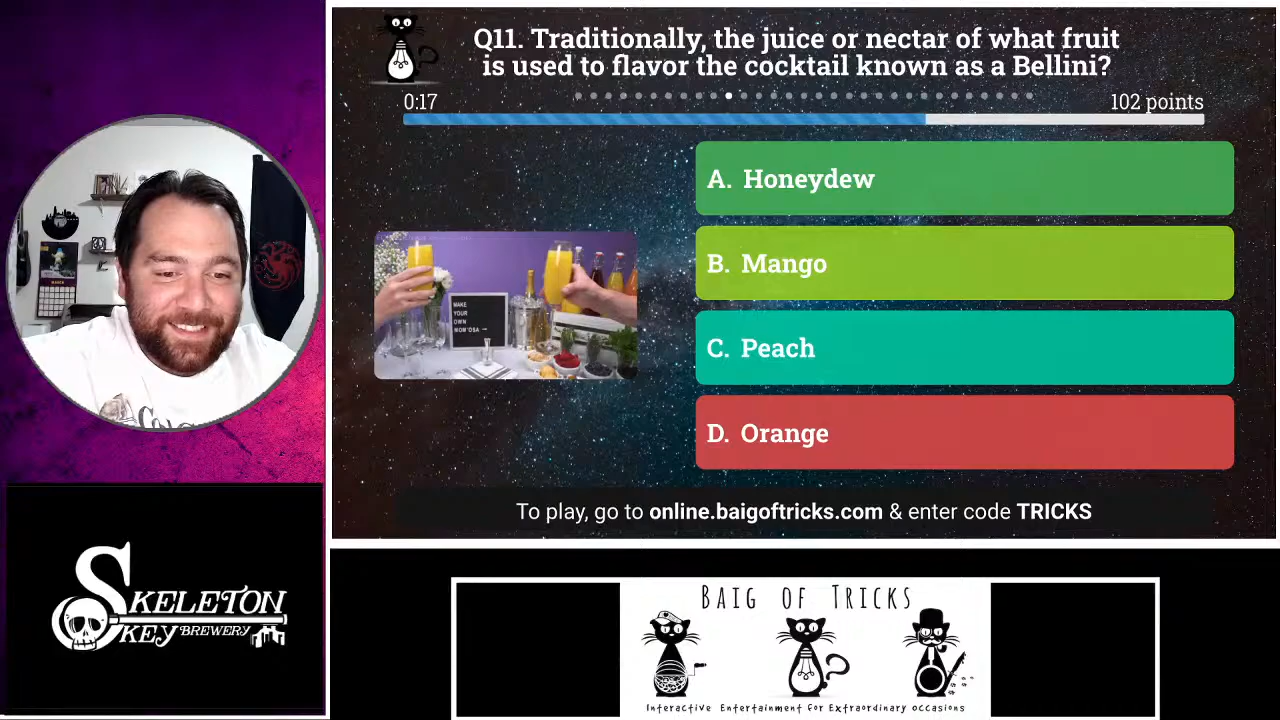 Q11. Traditionally, the juice or nectar of what fruit
is used to flavor the cocktail known as a Bellini?
0:17
102 points
A. Honeydew
B. Mango
C. Peach
D. Orange
MAKE
YOUR
OWN
To play, go to online.baigoftricks.com & enter code TRICKS
SKELETON
KEY BREWERY
BAIG OF TRICKS
Interactive Entertainment for Extraordinary Occasions